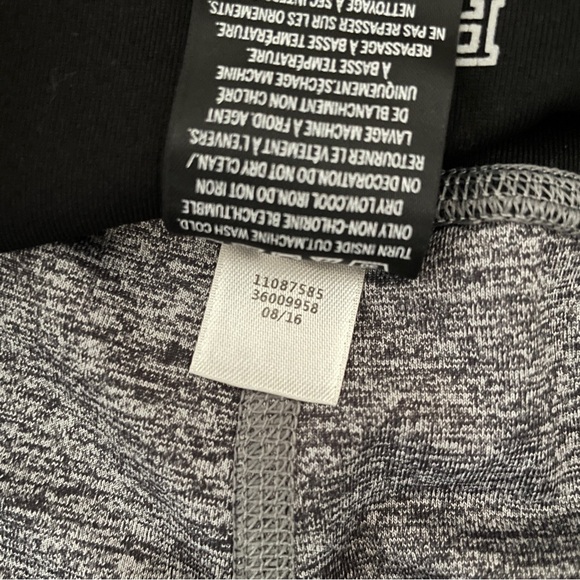 TURN INSIDE OUT.MACHINE WASH COLD.
ONLY NON-CHLORINE BLEACH.TUMBLE
DRY LOW.COOL IRON.DO NOT IRON
ON DECORATION.DO NOT DRY CLEAN./
RETOURNER LE VÊTEMENT À L'ENVERS.
LAVAGE MACHINE À FROID. AGENT
DE BLANCHIMENT NON CHLORÉ
UNIQUEMENT.SÉCHAGE MACHINE
À BASSE TEMPÉRATURE.
REPASSAGE À BASSE TEMPÉRATURE.
NE PAS REPASSER SUR LES ORNEMENTS.
NETTOYAGE À SEC
11087585
36009958
08/16